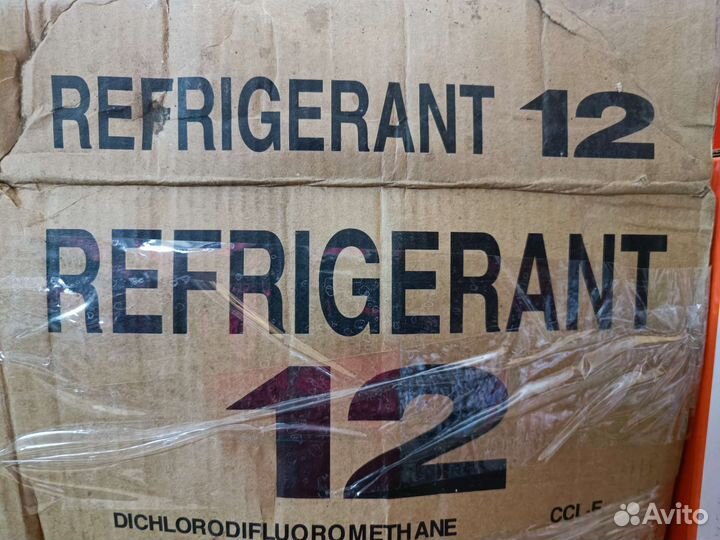 REFRIGERANT 12
REFRIGERANT
12
DICHLORODIFLUOROMETHANE
Avito